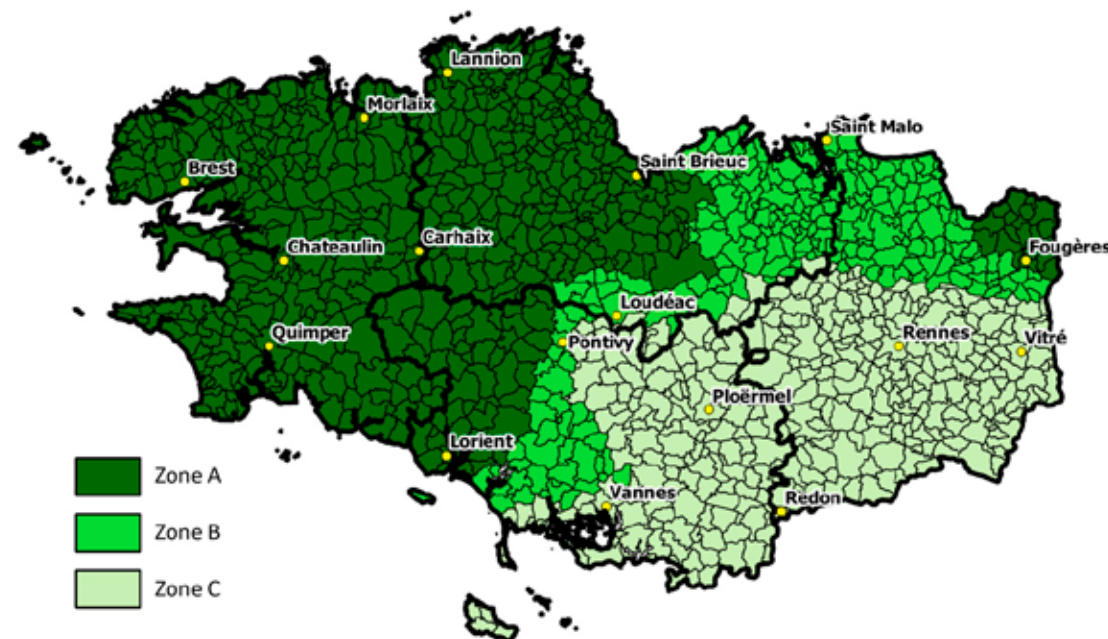 Lannion
Morlaix
Saint Malo
Brest
Saint Brieuc
Chateaulin
Carhaix
Fougères
Loudéac
Quimper
Pontivy
Rennes
Vitré
Ploërmel
Lorient
Zone A
Vannes
Redon
Zone B
Zone C